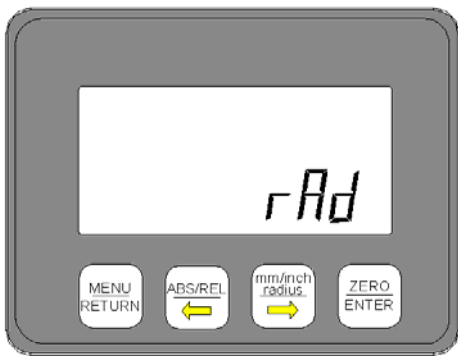 rAd
MENU
RETURN
ABS/REL
mm/inch
radius
ZERO
ENTER